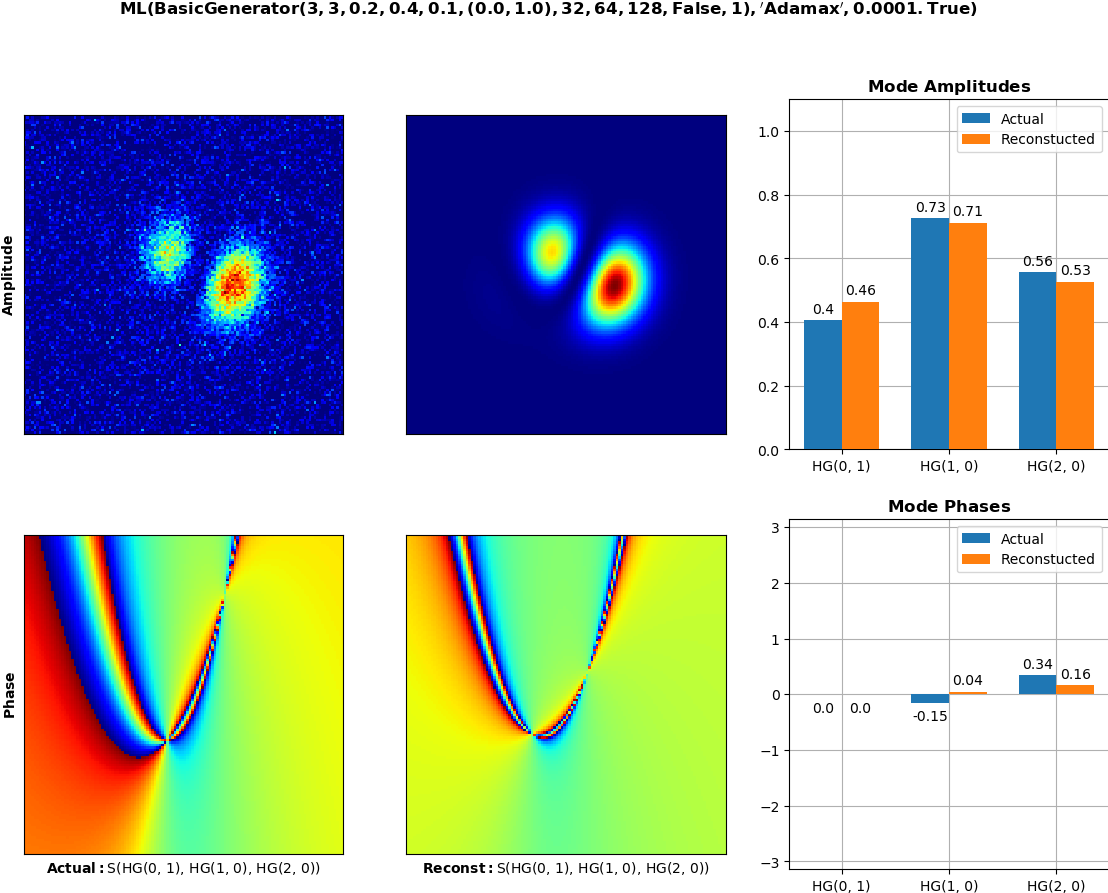 ML(BasicGenerator(3, 3, 0.2, 0.4, 0.1, (0.0, 1.0), 32, 64, 128, False, 1), 'Adamax', 0.0001. True)
Amplitude
Mode Amplitudes
Actual
Reconstucted
1.0
0.8
0.6
0.4
0.2
0.0
0.4
0.46
0.73
0.71
0.56
0.53
HG(0, 1)
HG(1, 0)
HG(2, 0)
Phase
Actual: S(HG(0, 1), HG(1, 0), HG(2, 0))
Reconst: S(HG(0, 1), HG(1, 0), HG(2, 0))
Mode Phases
Actual
Reconstucted
3
2
1
0
−1
−2
−3
0.0
0.0
-0.15
0.04
0.34
0.16
HG(0, 1)
HG(1, 0)
HG(2, 0)